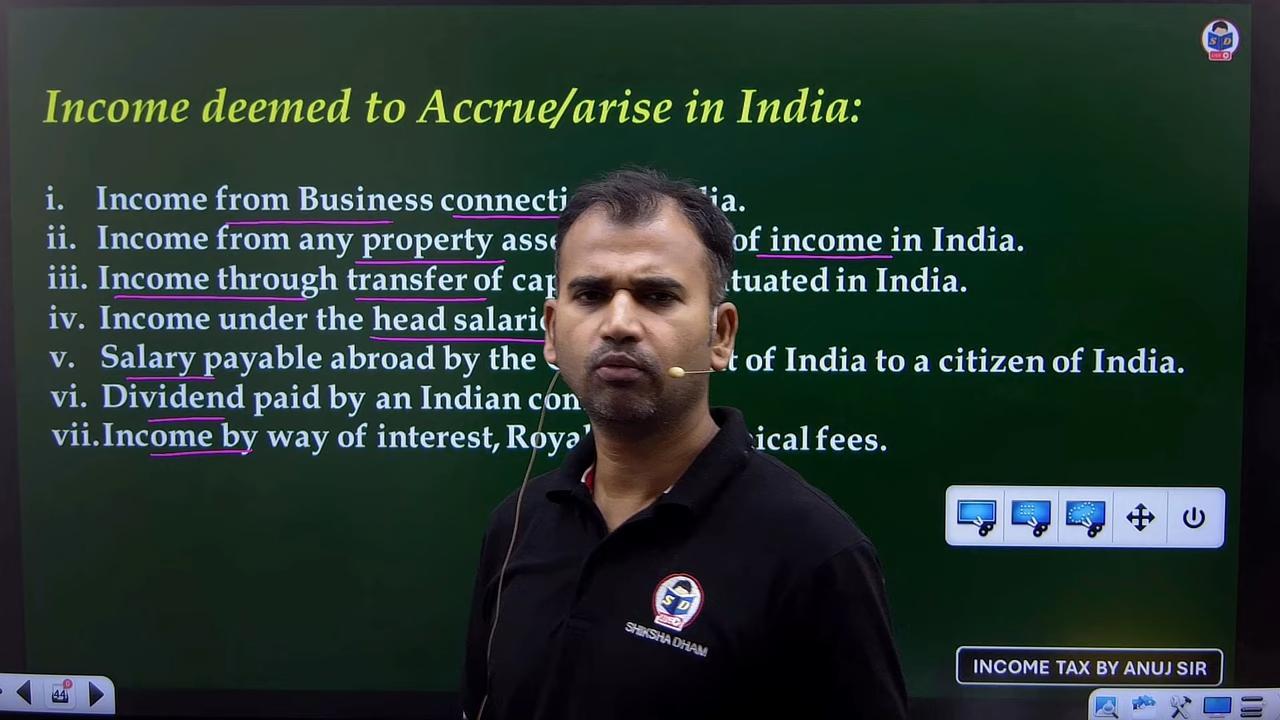 Income deemed to Accrue/arise in India:
i. Income from Business connecti
ii. Income from any property asse of income in India.
iii. Income through transfer of cap tuated in India.
iv. Income under the head salari
v. Salary payable abroad by the t of India to a citizen of India.
vi. Dividend paid by an Indian con
vii. Income by way of interest, Roya ical fees.
S D
SHIKSHA DHAM
INCOME TAX BY ANUJ SIR
44